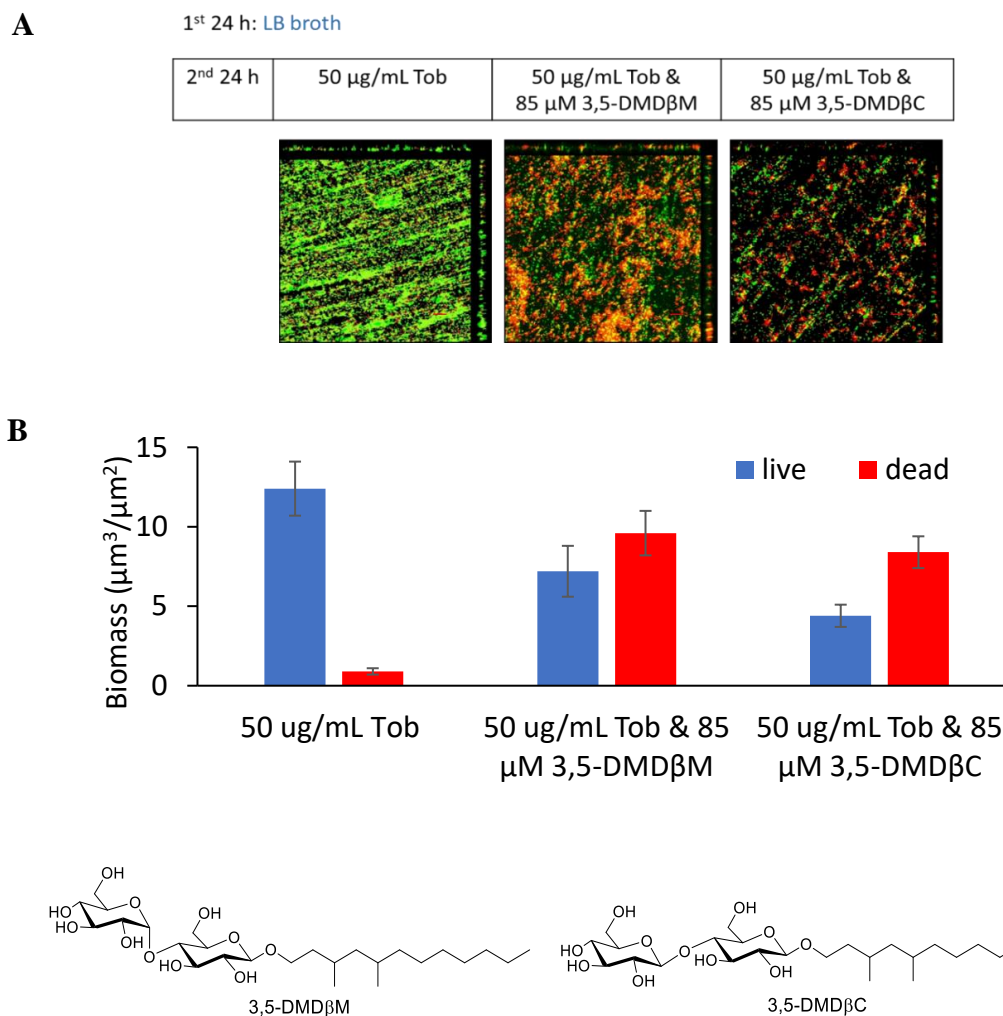 A
1st 24 h: LB broth
2nd 24 h
50 µg/mL Tob
50 µg/mL Tob &
85 µM 3,5-DMDβM
50 µg/mL Tob &
85 µM 3,5-DMDβC
B
Biomass (µm³/µm²)
15
10
5
0
live
dead
50 ug/mL Tob
50 ug/mL Tob & 85
µM 3,5-DMDβM
50 ug/mL Tob & 85
µM 3,5-DMDβC
OH
O
HO
HO
OH
O
OH
O
HO
OH
O
3,5-DMDβM
OH
HO
HO
O
OH
O
OH
O
HO
OH
O
3,5-DMDβC